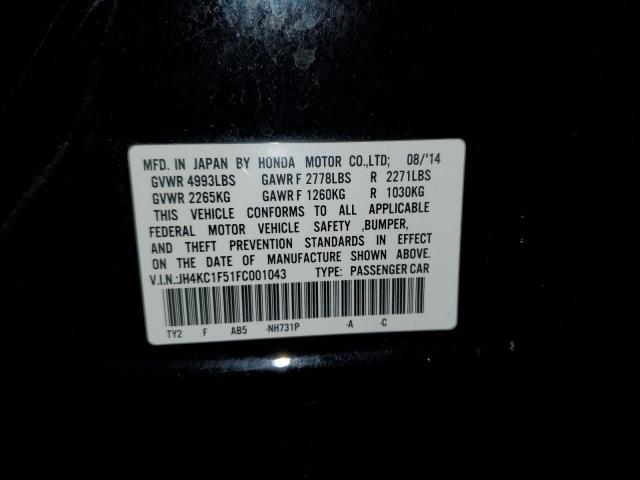 MFD. IN JAPAN BY HONDA MOTOR CO.,LTD; 08/'14
GVWR 4993LBS GAWR F 2778LBS R 2271LBS
GVWR 2265KG GAWR F 1260KG R 1030KG
THIS VEHICLE CONFORMS TO ALL APPLICABLE
FEDERAL MOTOR VEHICLE SAFETY ,BUMPER,
AND THEFT PREVENTION STANDARDS IN EFFECT
ON THE DATE OF MANUFACTURE SHOWN ABOVE.
V.I.N.:JH4KC1F51FC001043 TYPE: PASSENGER CAR
TY2 F AB5 -NH731P -A -C